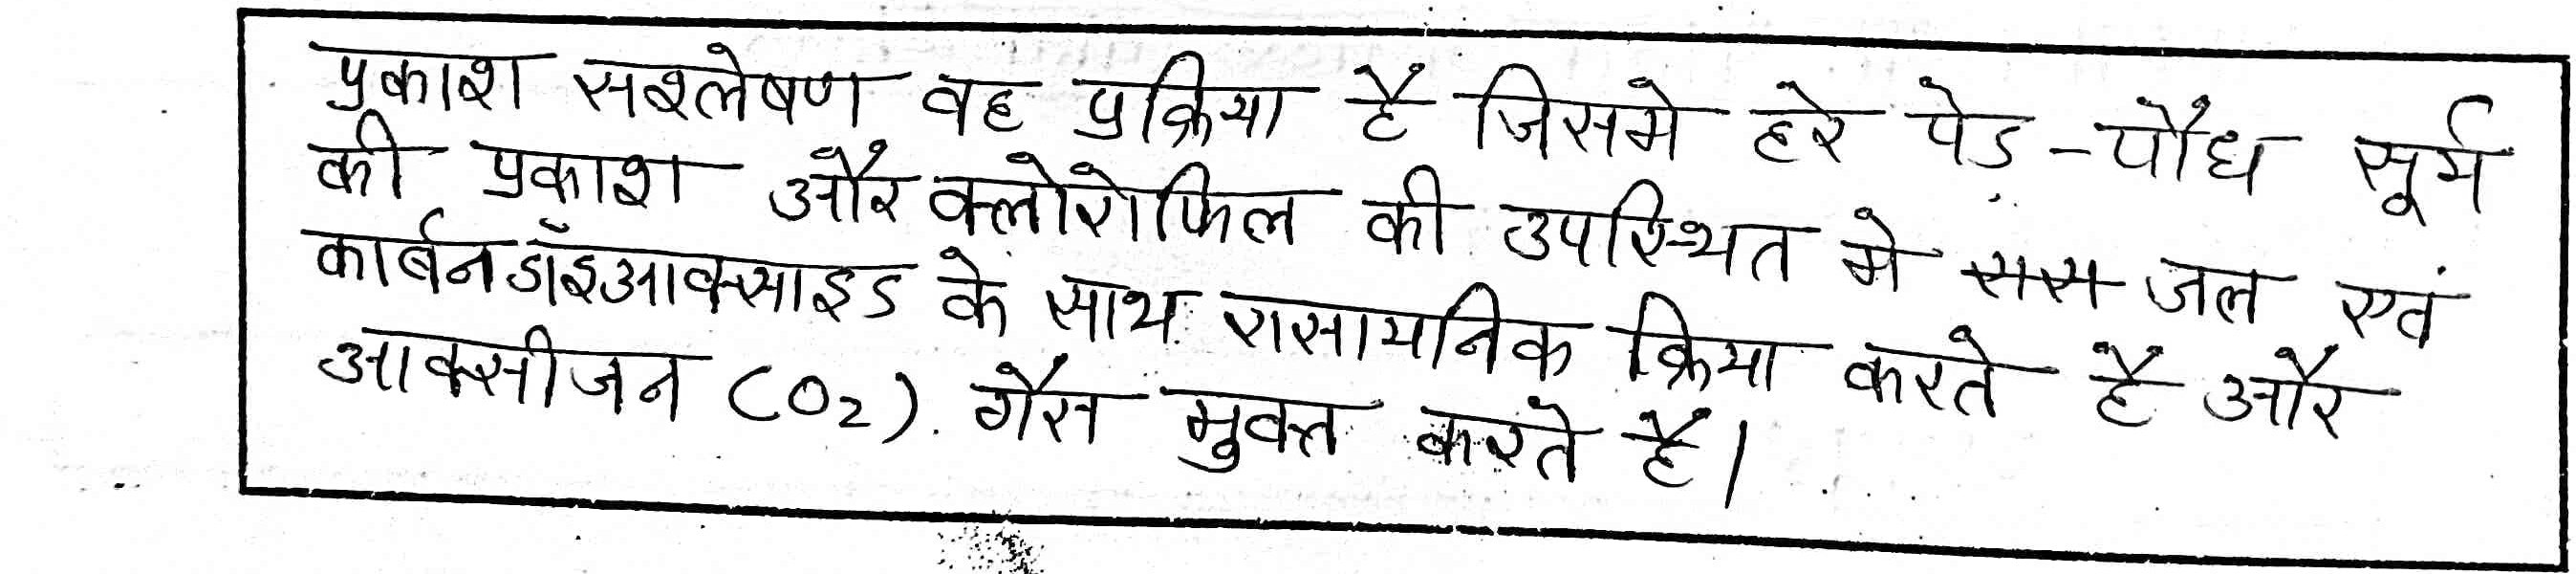 प्रकाश सश्लेषण वह प्रक्रिया है जिसमे हरे पेड़-पौध सूर्य
की प्रकाश और क्लोरोफिल की उपस्थित मे जल एवं
कार्बनडॉइआक्साइड के साथ रासायनिक क्रिया करते है और
आक्सीजन (O₂) गैस मुक्त करते है।